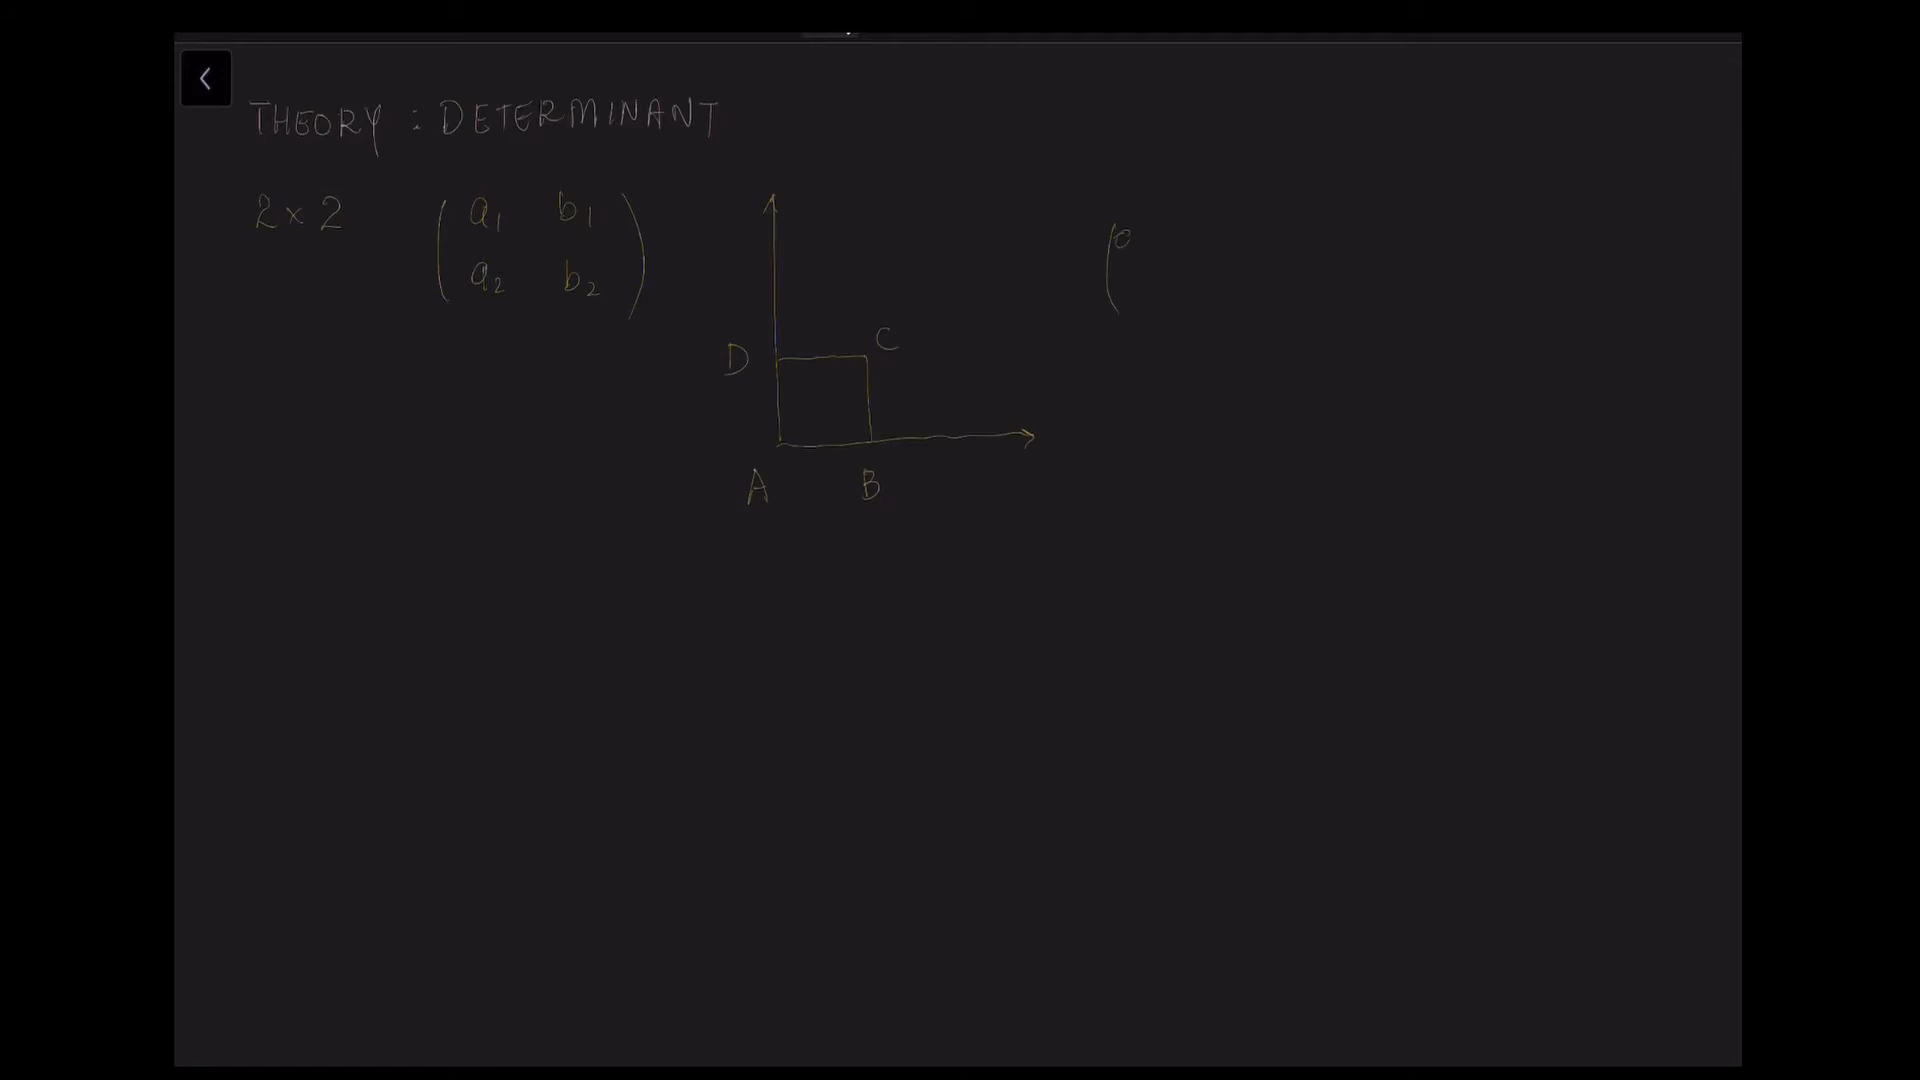 THEORY : DETERMINANT
2 × 2 ( a₁ b₁
a₂ b₂ )
D C
A B